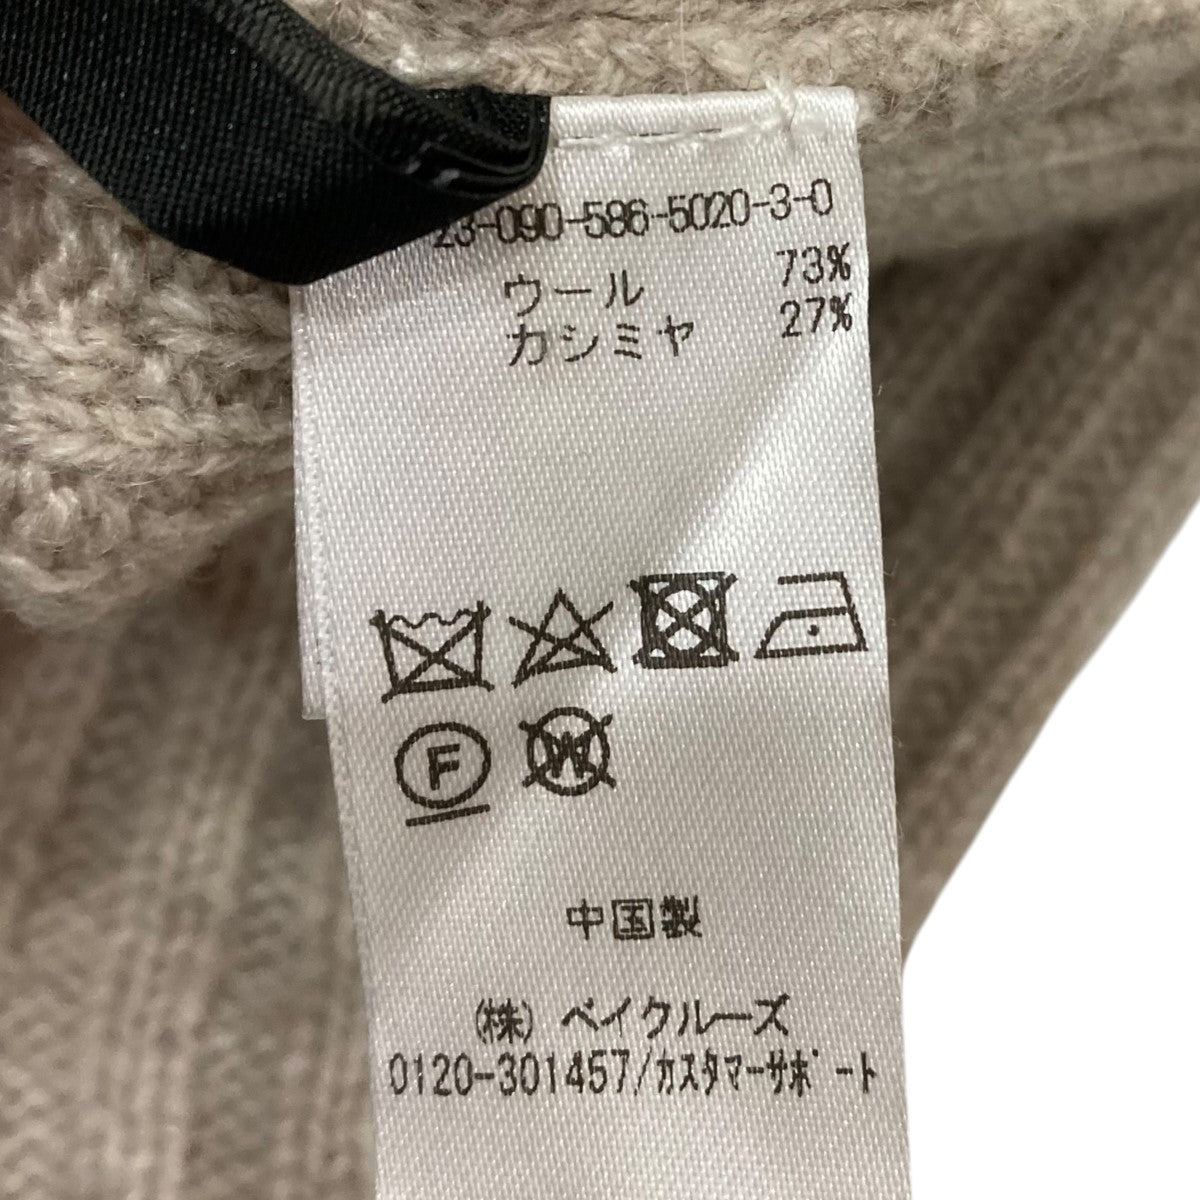 23-090-586-5020-3-0
ウール 73%
カシミヤ 27%
F W
中国製
(株) ベイクルーズ
0120-301457/カスタマーサポート